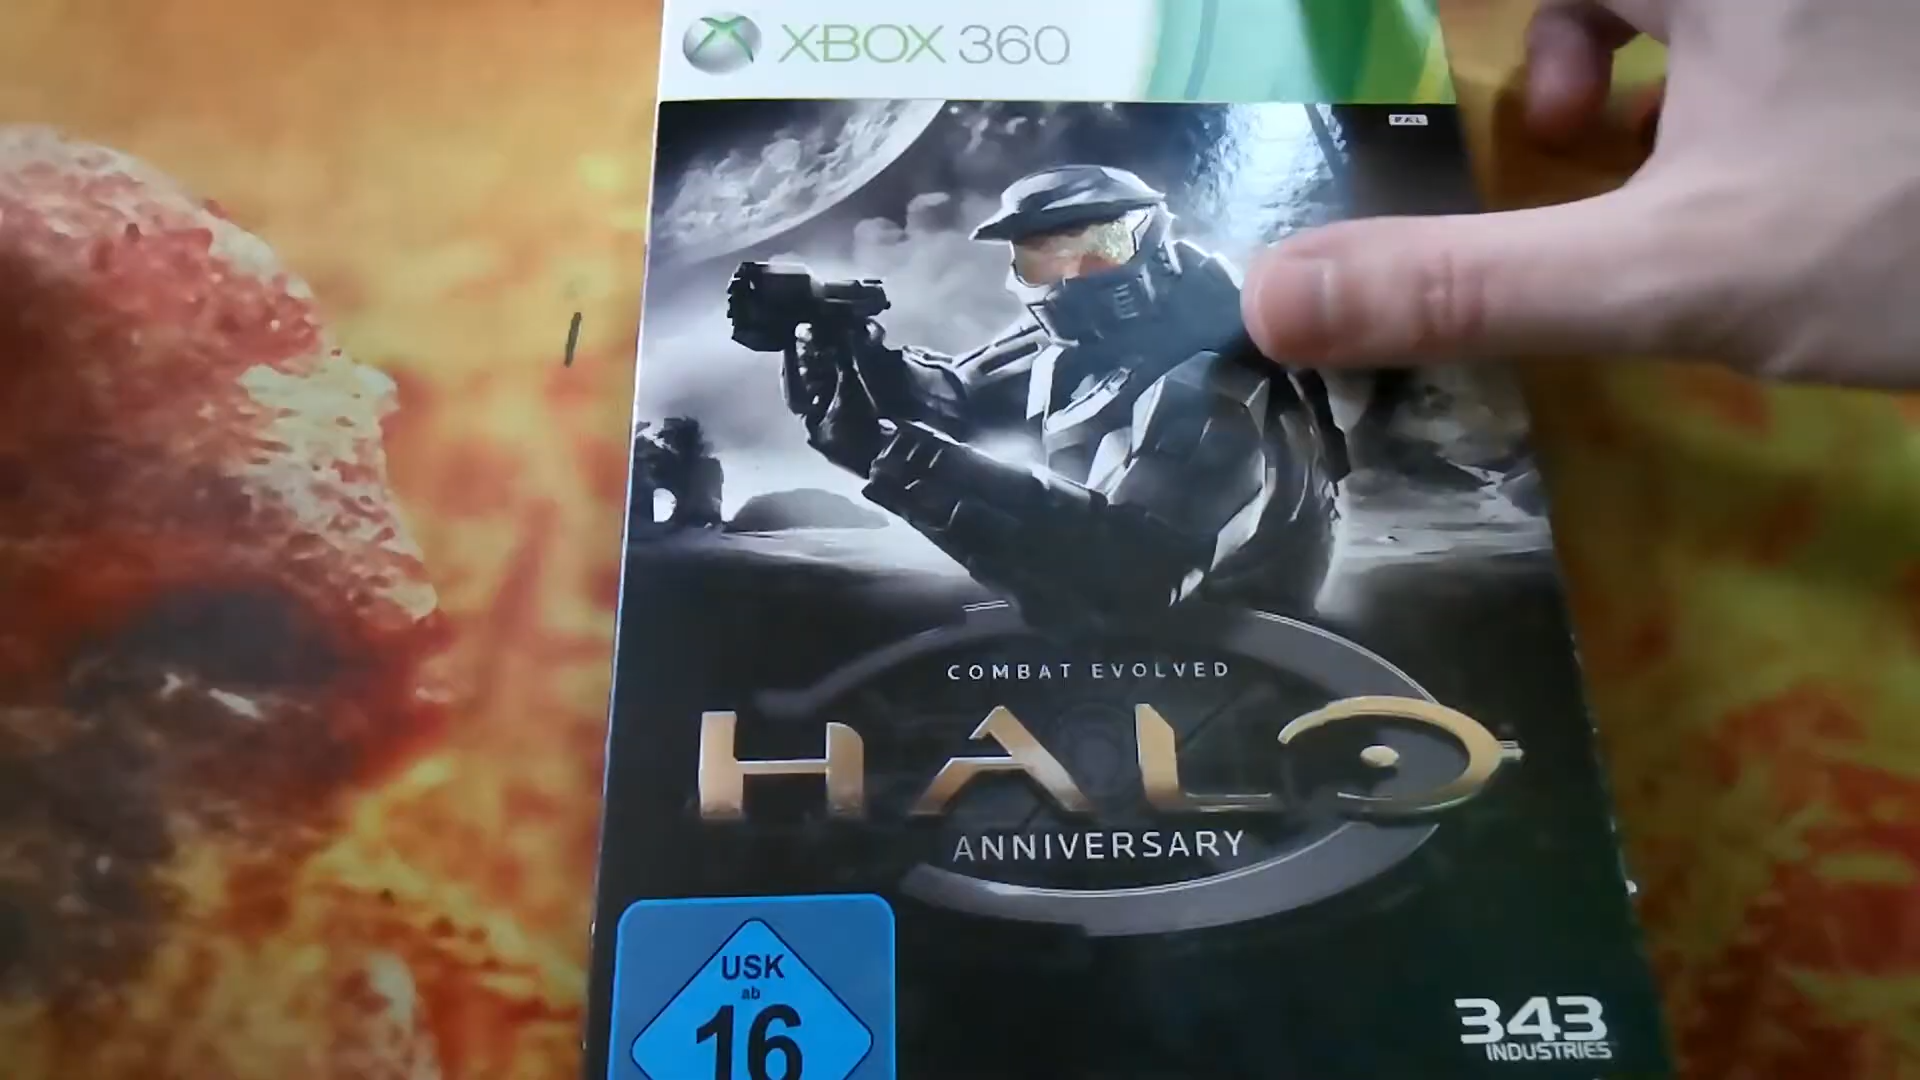 XBOX 360
PAL
COMBAT EVOLVED
HALO
ANNIVERSARY
USK
ab
16
343
INDUSTRIES